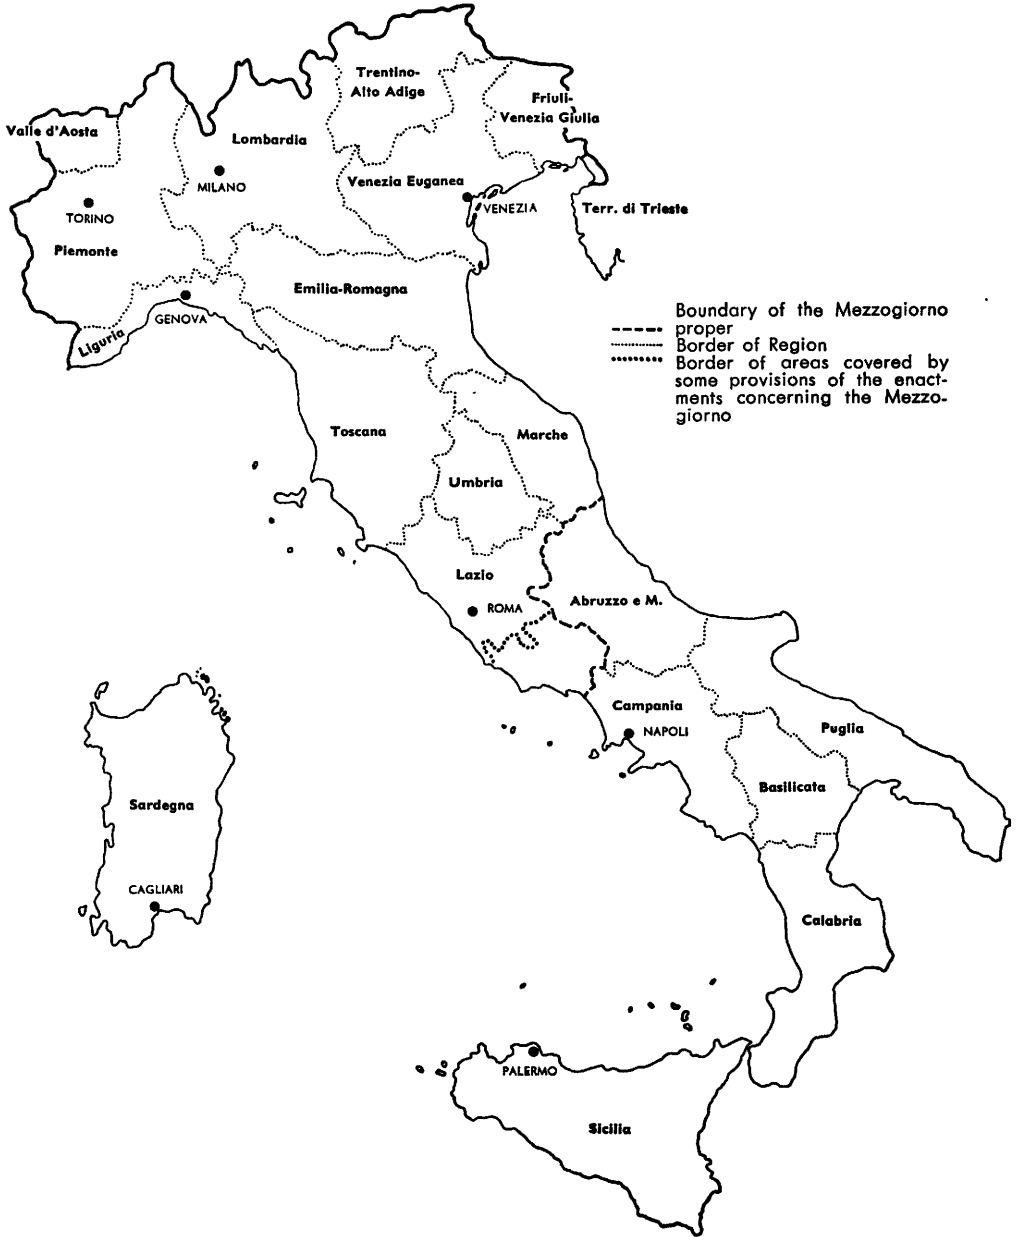 Trentino-
Alto Adige
Friuli-
Venezia Giulia
Valle d'Aosta
Lombardia
MILANO
Venezia Euganea
VENEZIA
Terr. di Trieste
TORINO
Piemonte
Emilia-Romagna
GENOVA
Liguria
Boundary of the Mezzogiorno
proper
Border of Region
Border of areas covered by
some provisions of the enact-
ments concerning the Mezzo-
giorno
Toscana
Marche
Umbria
Lazio
ROMA
Abruzzo e M.
Campania
NAPOLI
Puglia
Basilicata
Sardegna
CAGLIARI
Calabria
PALERMO
Sicilia